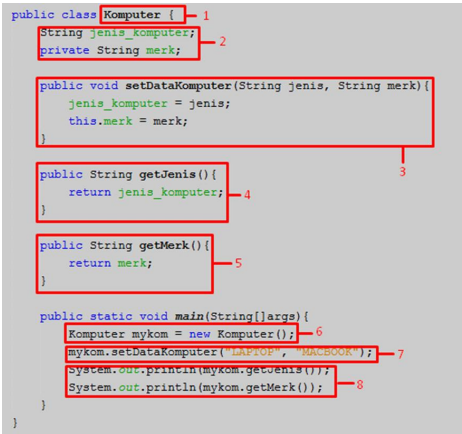 public class Komputer { 1
String jenis_komputer; 2
private String merk;
public void setDataKomputer(String jenis, String merk){
jenis_komputer = jenis;
this.merk = merk;
}
3
public String getJenis(){
return jenis_komputer; 4
}
public String getMerk(){
return merk; 5
}
public static void main(String[]args){
Komputer mykom = new Komputer(); 6
mykom.setDataKomputer("LAPTOP", "MACBOOK"); 7
System.out.println(mykom.getJenis());
System.out.println(mykom.getMerk()); 8
}
}